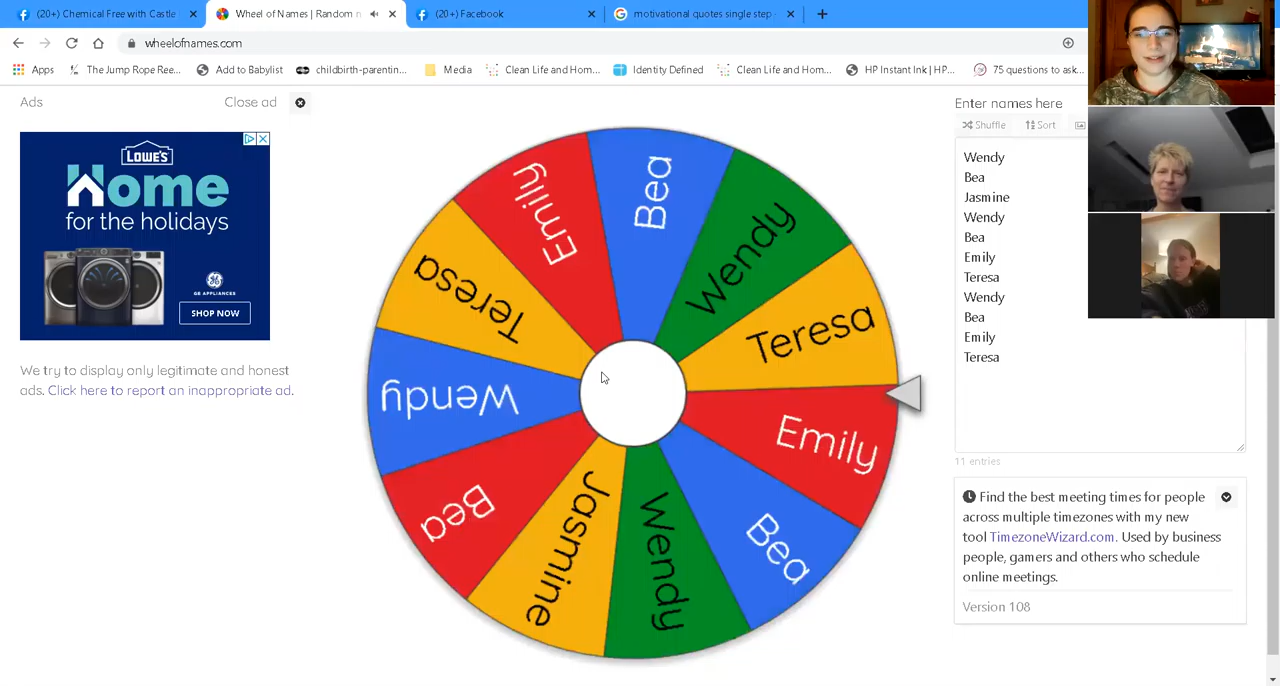 (20+) Chemical Free with Castle
Wheel of Names | Random n
(20+) Facebook
motivational quotes single step -
wheelofnames.com
Apps
The Jump Rope Ree...
Add to Babylist
childbirth-parentin...
Media
Clean Life and Hom...
Identity Defined
Clean Life and Hom...
HP Instant Ink | HP...
75 questions to ask...
Ads
Close ad
LOWE'S
Home
for the holidays
GE APPLIANCES
SHOP NOW
We try to display only legitimate and honest
ads. Click here to report an inappropriate ad.
Bea
Wendy
Teresa
Emily
Bea
Wendy
Jasmine
Bea
Wendy
Teresa
Emily
Enter names here
Shuffle
Sort
Wendy
Bea
Jasmine
Wendy
Bea
Emily
Teresa
Wendy
Bea
Emily
Teresa
11 entries
Find the best meeting times for people
across multiple timezones with my new
tool TimezoneWizard.com. Used by business
people, gamers and others who schedule
online meetings.
Version 108